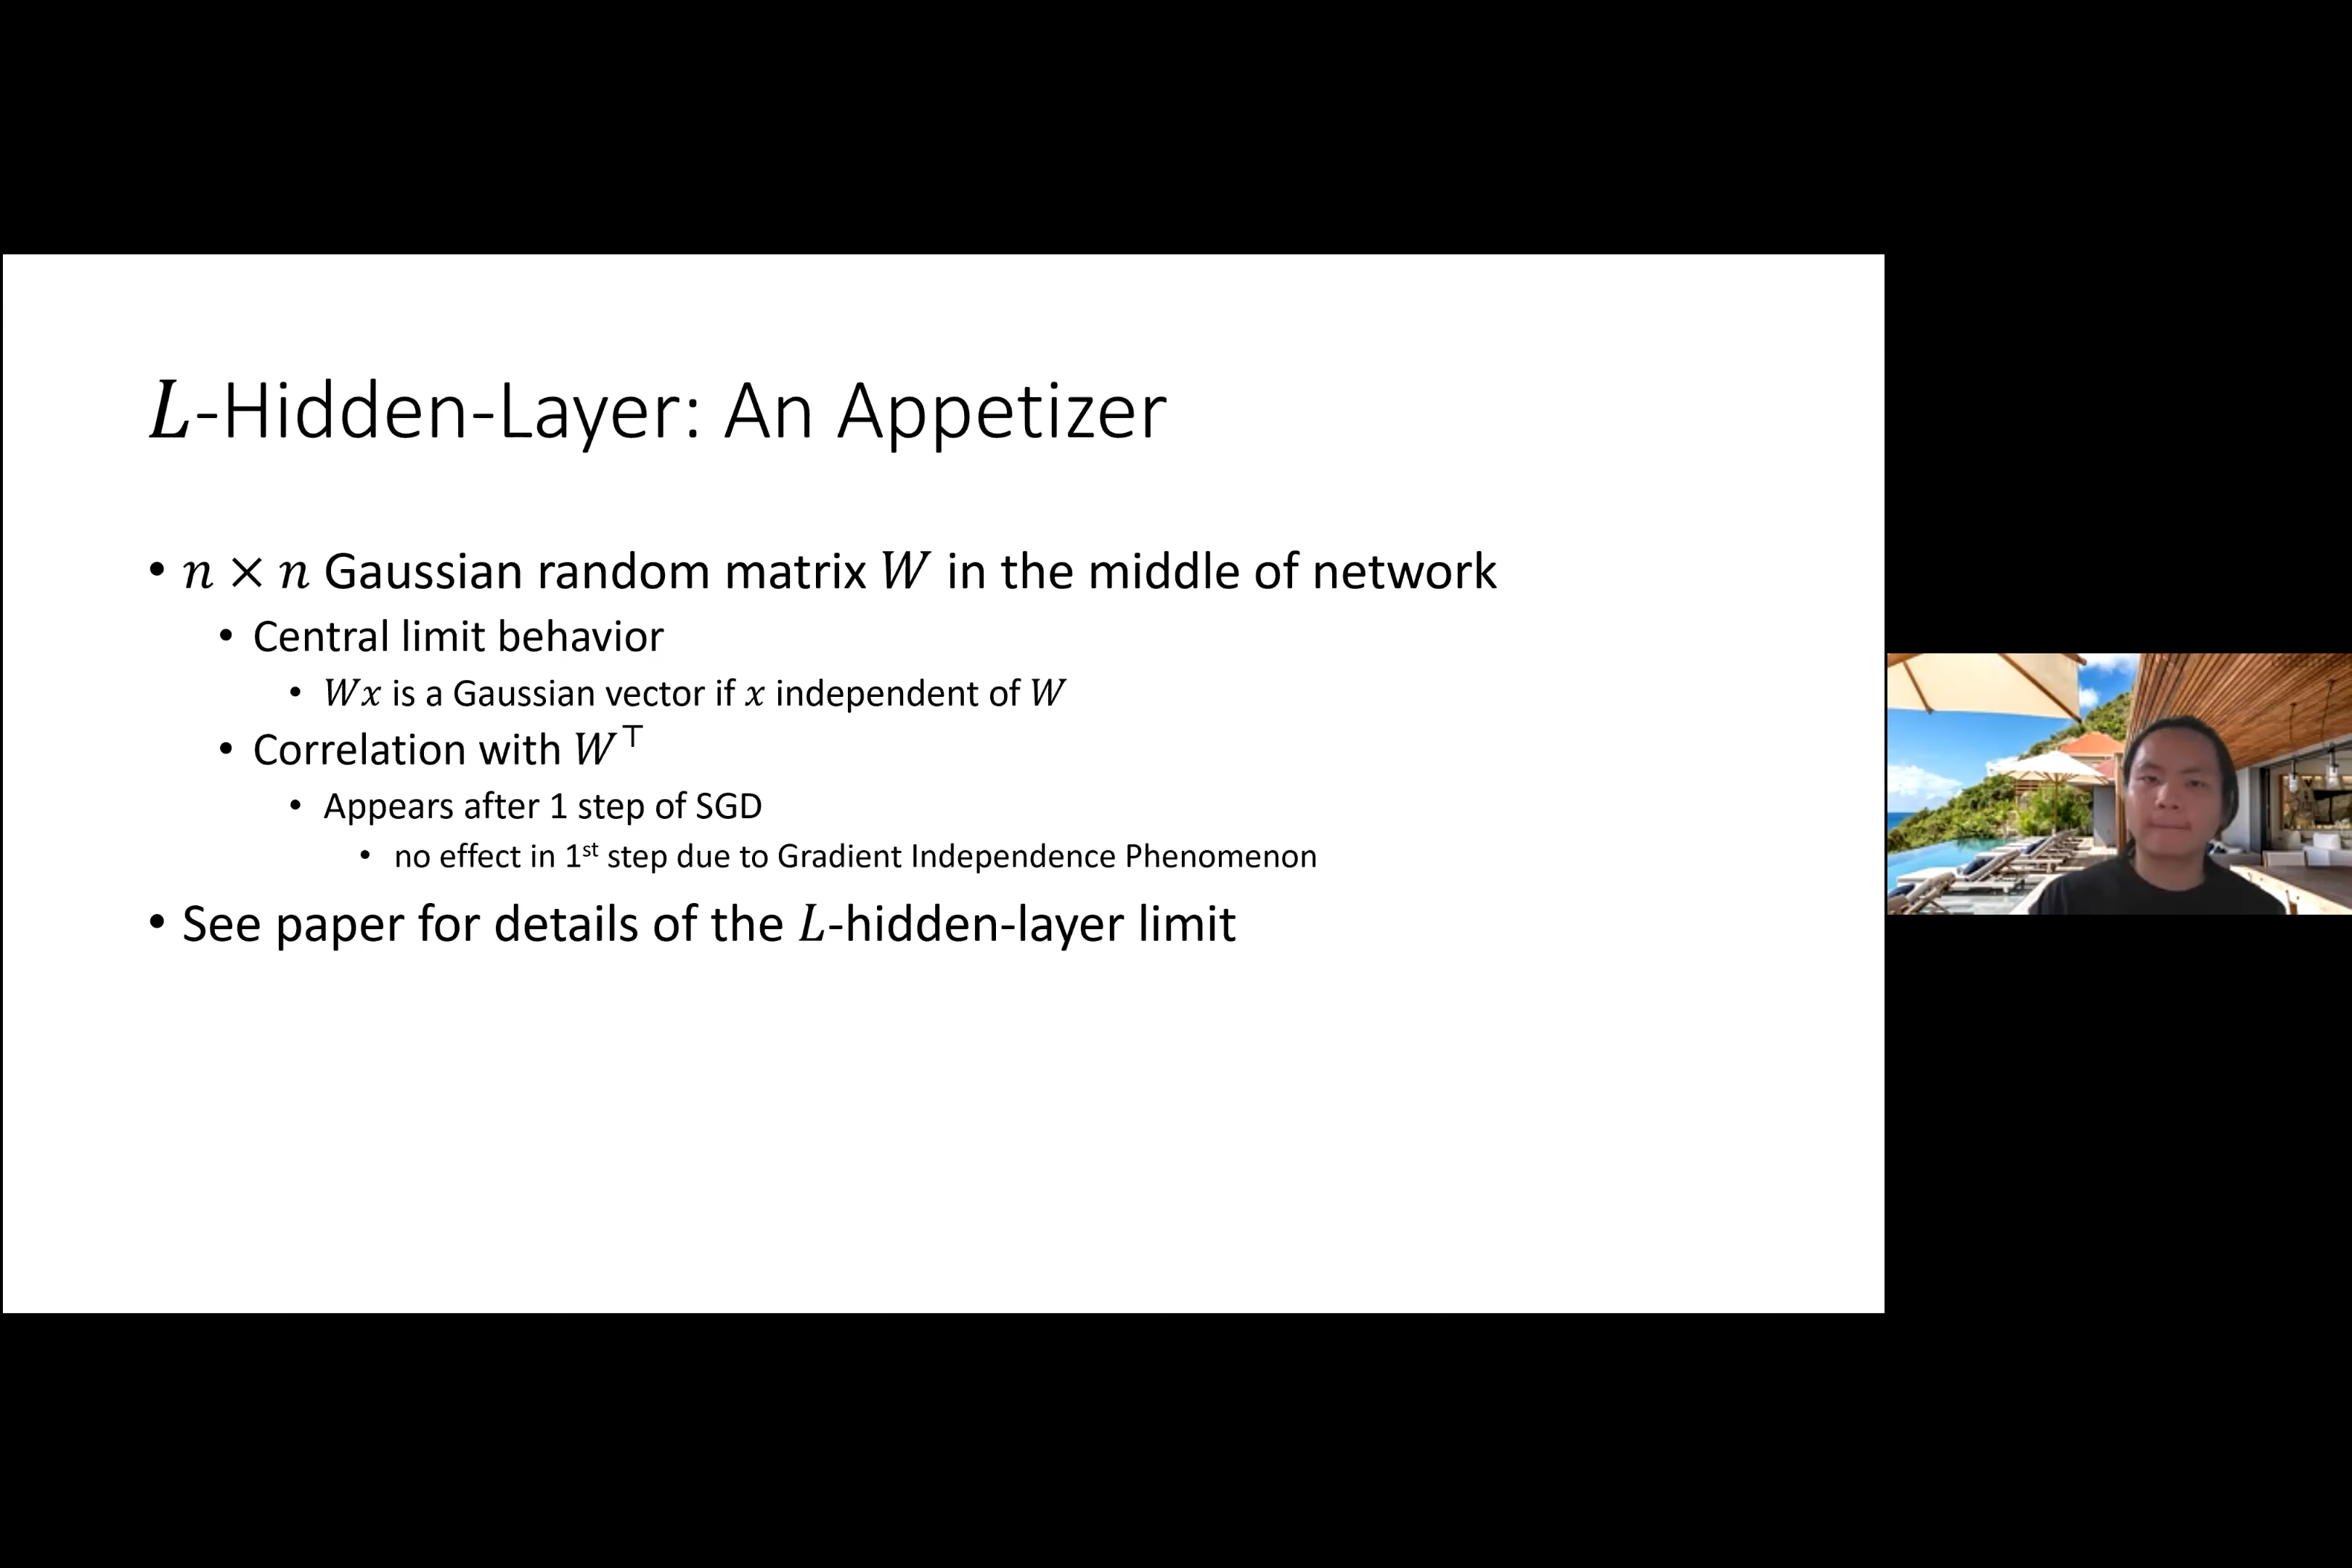 L-Hidden-Layer: An Appetizer
• n × n Gaussian random matrix W in the middle of network
• Central limit behavior
• Wx is a Gaussian vector if x independent of W
• Correlation with W⊤
• Appears after 1 step of SGD
• no effect in 1st step due to Gradient Independence Phenomenon
• See paper for details of the L-hidden-layer limit